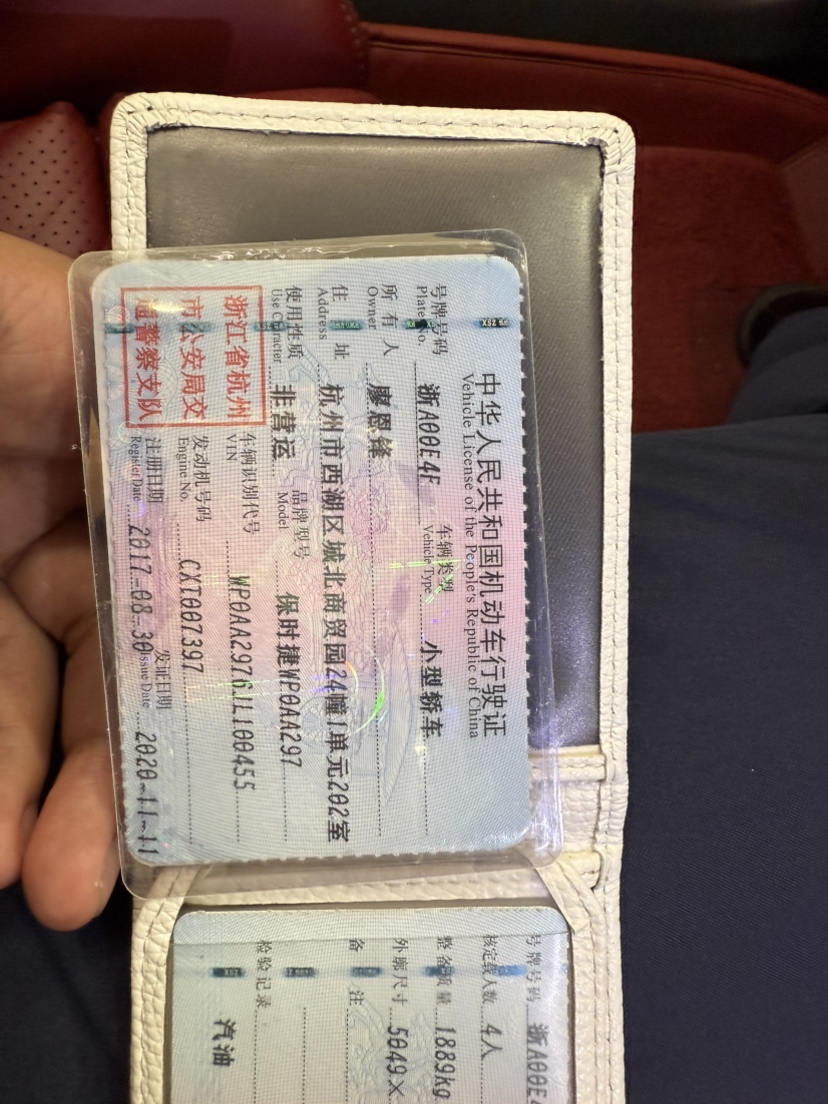 中华人民共和国机动车行驶证
Vehicle License of the People's Republic of China
号牌号码 浙A00E4E 车辆类型 小型轿车
Plate No. Vehicle Type
所有人 廖恩锋
Owner
住址 杭州市西湖区城北商贸园24幢1单元202室
Address
使用性质 非营运 品牌型号 保时捷WP0AA297
Use Character Model
浙江省杭州
市公安局交
通警察支队
车辆识别代号 WP0AA2976JL100455
VIN
发动机号码 CXT007397
Engine No.
注册日期 2017-08-30 发证日期 2020-11-11
Register Date Issue Date
号牌号码 浙A00E4
核定载人数 4人
整备质量 1889kg
外廓尺寸 5049×
备注
检验记录
汽油